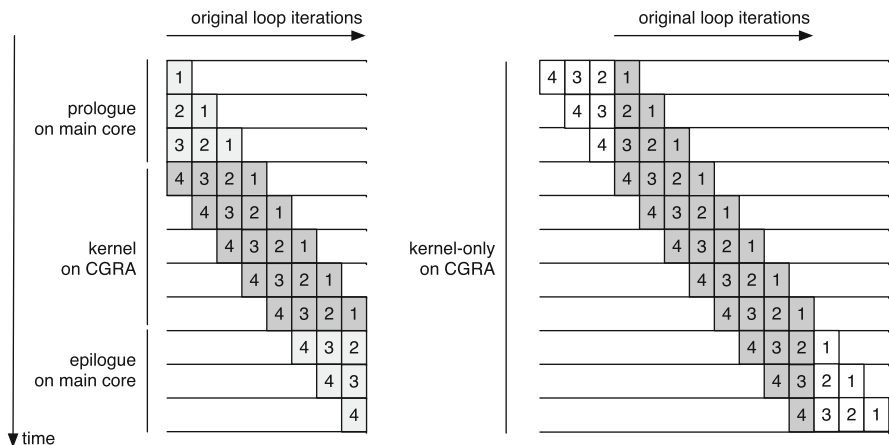 original loop iterations
original loop iterations
prologue
on main core
kernel
on CGRA
epilogue
on main core
time
1
2 1
3 2 1
4 3 2 1
4 3 2 1
4 3 2 1
4 3 2 1
4 3 2 1
4 3 2
4 3
4
kernel-only
on CGRA
4 3 2 1
4 3 2 1
4 3 2 1
4 3 2 1
4 3 2 1
4 3 2 1
4 3 2 1
4 3 2 1
4 3 2 1
4 3 2 1
4 3 2 1